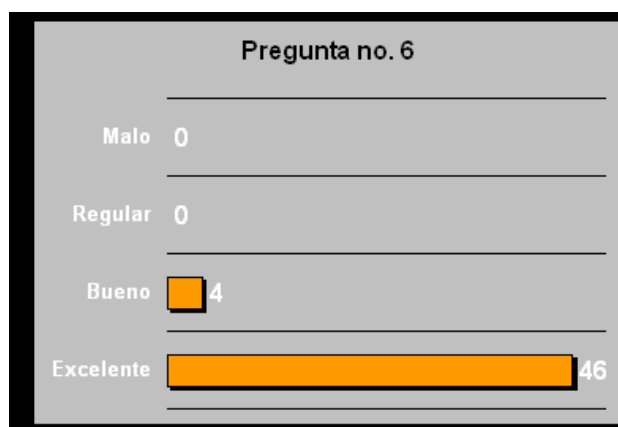 Pregunta no. 6
Malo 0
Regular 0
Bueno 4
Excelente 46